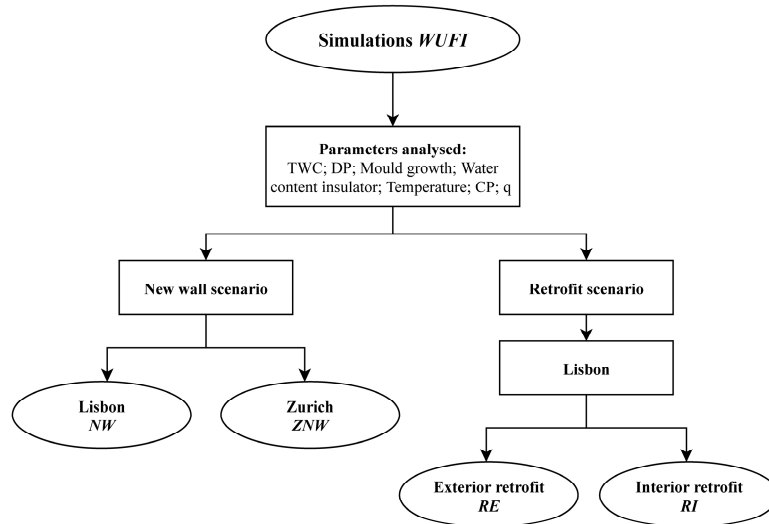 Simulations WUFI
Parameters analysed:
TWC; DP; Mould growth; Water
content insulator; Temperature; CP; q
New wall scenario
Retrofit scenario
Lisbon
Lisbon
NW
Zurich
ZNW
Exterior retrofit
RE
Interior retrofit
RI